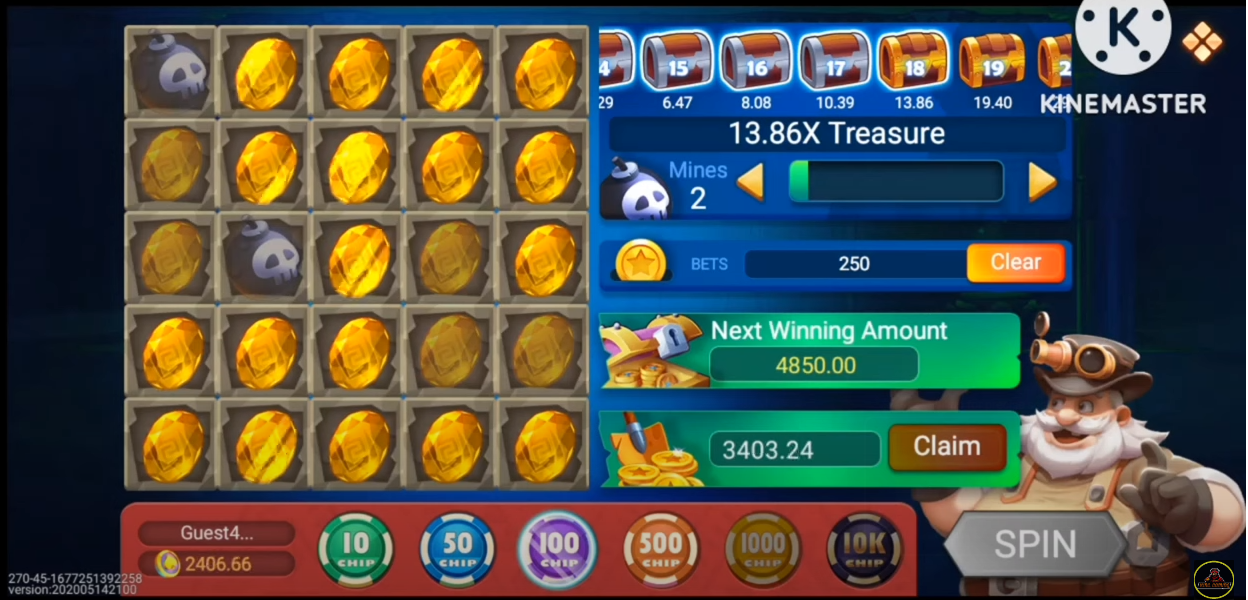 4 15 16 17 18 19 2
29 6.47 8.08 10.39 13.86 19.40
K
KINEMASTER
13.86X Treasure
Mines
2
BETS 250 Clear
Next Winning Amount
4850.00
3403.24 Claim
Guest4...
2406.66
10 CHIP
50 CHIP
100 CHIP
500 CHIP
1000 CHIP
10K CHIP
SPIN
270-45-1677251392258
version:202005142100